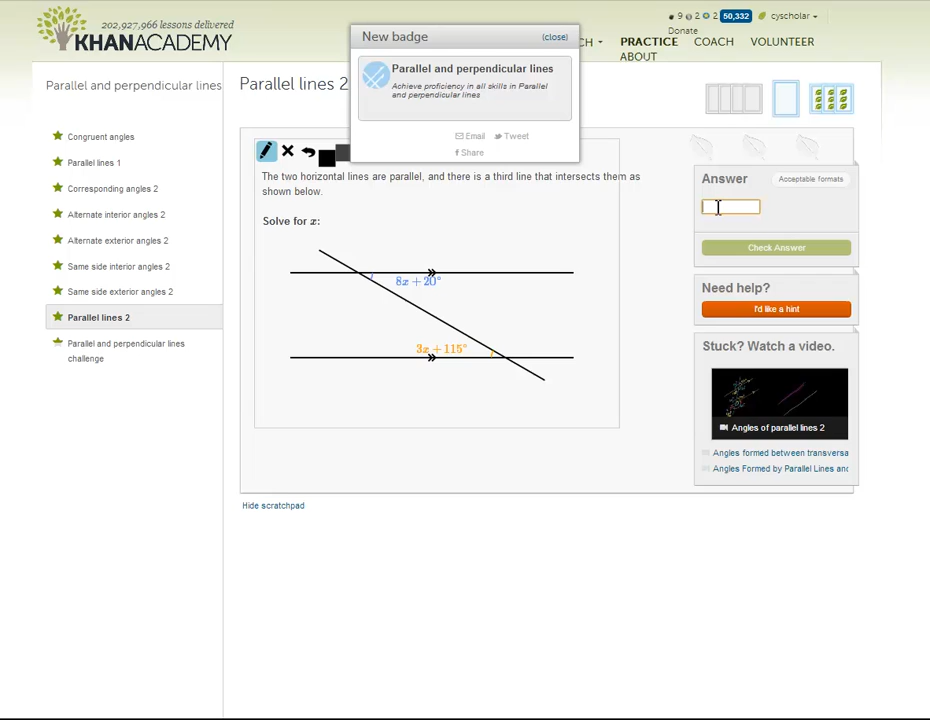 202,927,966 lessons delivered
KHANACADEMY
9 2 2 50,332 cyscholar
Donate
CH PRACTICE COACH VOLUNTEER
ABOUT
New badge (close)
Parallel and perpendicular lines
Achieve proficiency in all skills in Parallel
and perpendicular lines
Email Tweet
Share
Parallel and perpendicular lines
Congruent angles
Parallel lines 1
Corresponding angles 2
Alternate interior angles 2
Alternate exterior angles 2
Same side interior angles 2
Same side exterior angles 2
Parallel lines 2
Parallel and perpendicular lines
challenge
Parallel lines 2
The two horizontal lines are parallel, and there is a third line that intersects them as
shown below.
Solve for x:
8x + 20°
3x + 115°
Hide scratchpad
Answer Acceptable formats
Check Answer
Need help?
I'd like a hint
Stuck? Watch a video.
Angles of parallel lines 2
Angles formed between transversa
Angles Formed by Parallel Lines and